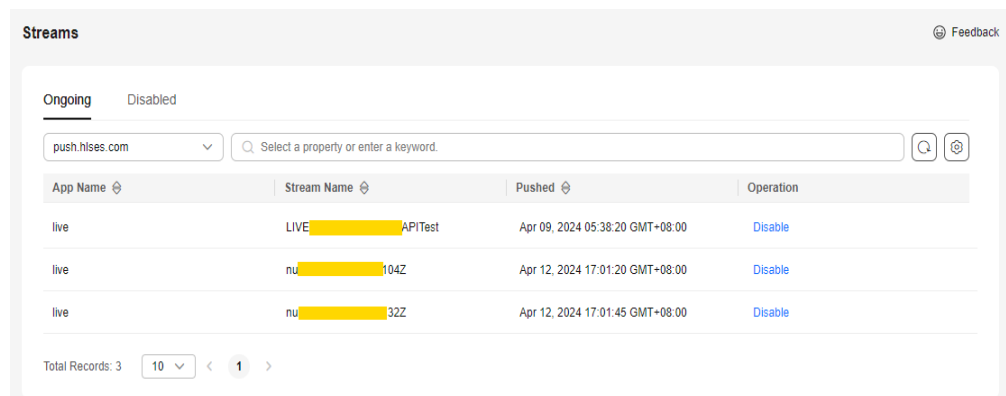 Streams Feedback
Ongoing Disabled
push.hlses.com Select a property or enter a keyword.
App Name Stream Name Pushed Operation
live LIVE APITest Apr 09, 2024 05:38:20 GMT+08:00 Disable
live nu 104Z Apr 12, 2024 17:01:20 GMT+08:00 Disable
live nu 32Z Apr 12, 2024 17:01:45 GMT+08:00 Disable
Total Records: 3 10 < 1 >